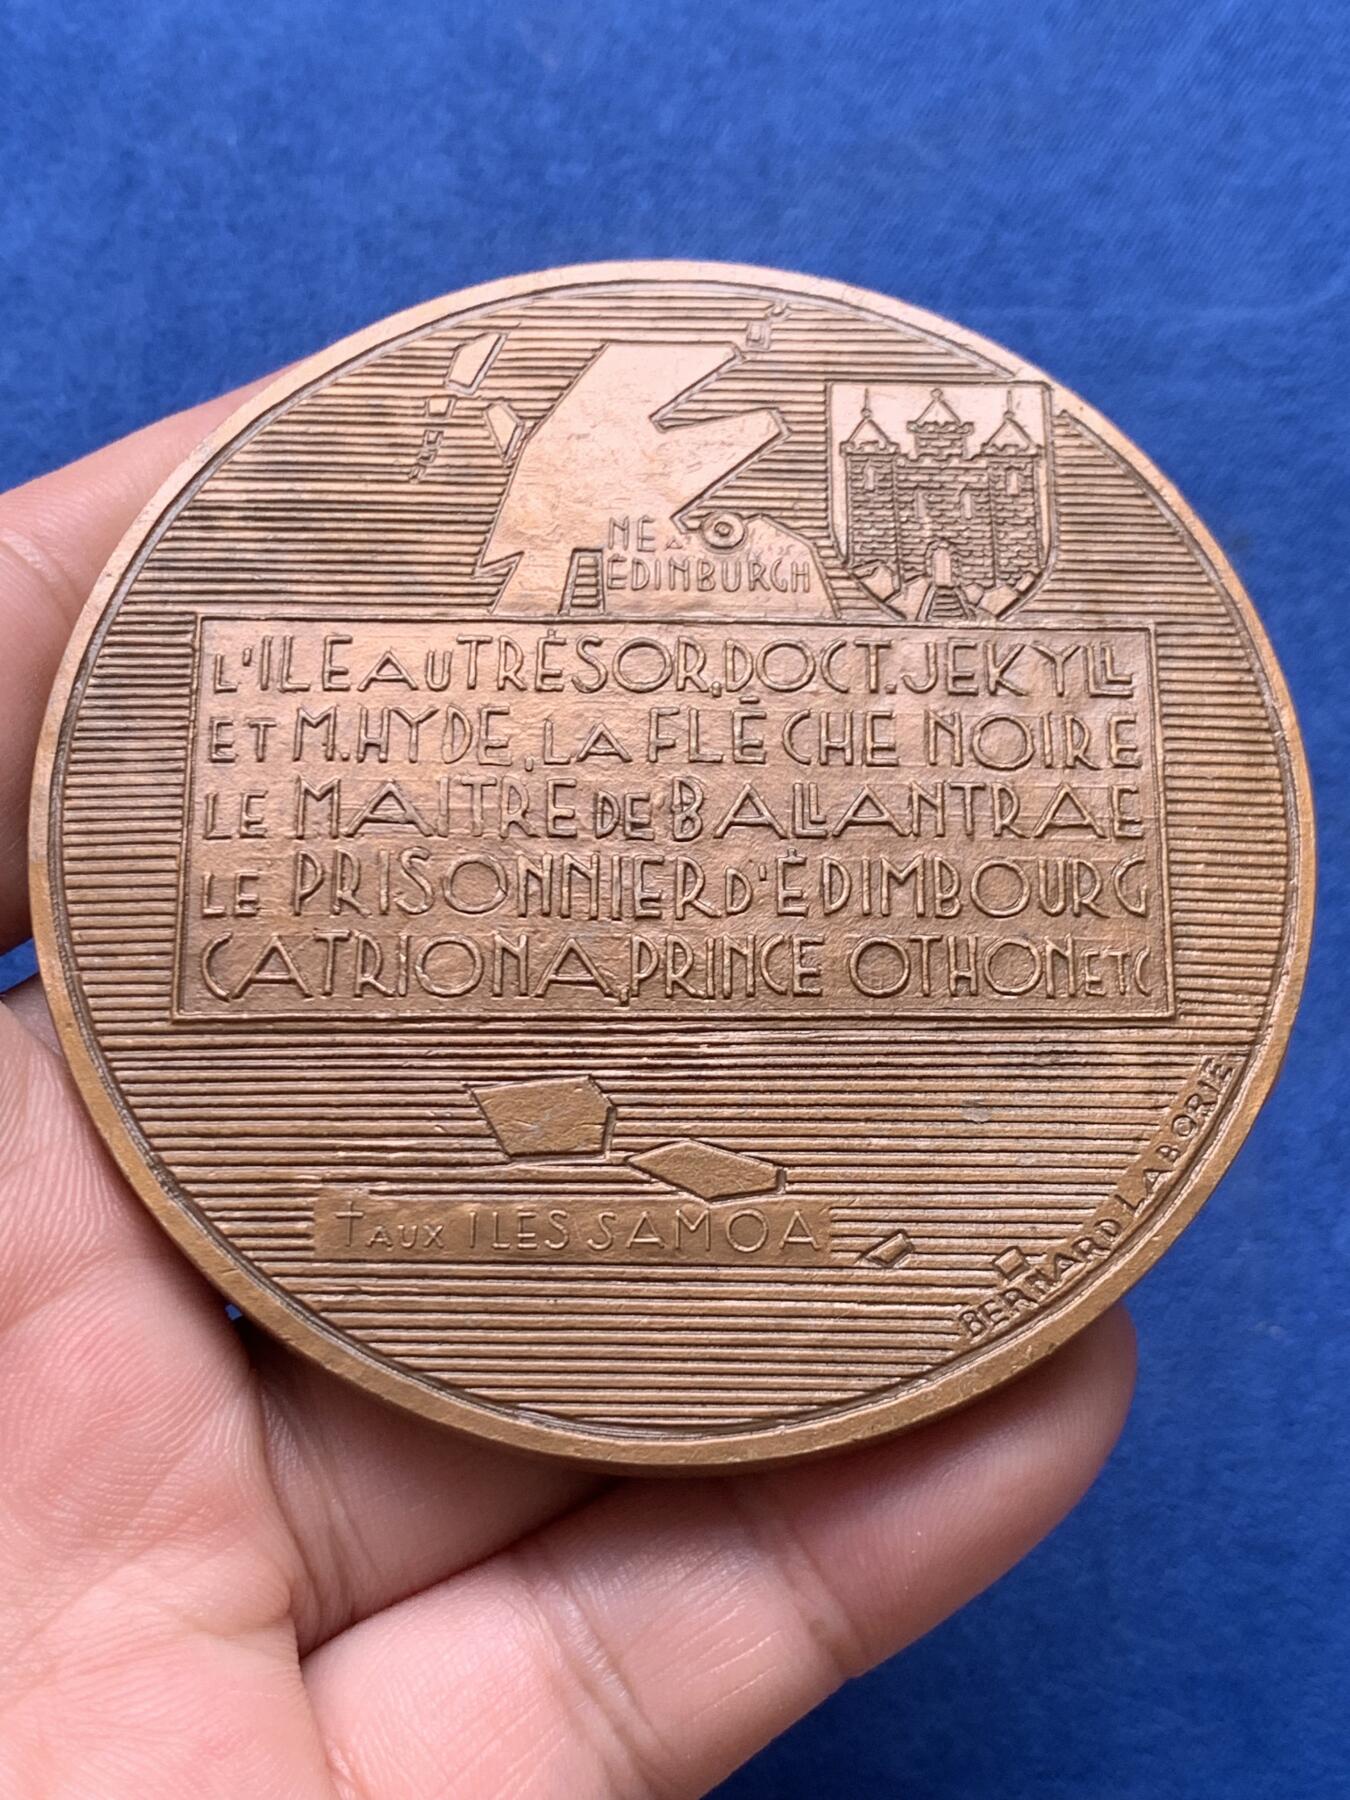 NÉ À
ÉDINBURGH
L'ILE AU TRÉSOR, DOCT. JEKYLL
ET M. HYDE, LA FLÈCHE NOIRE
LE MAITRE DE BALLANTRAE
LE PRISONNIER D'ÉDIMBOURG
CATRIONA, PRINCE OTHON ETC
† AUX ILES SAMOA
BERNARD LABORIE